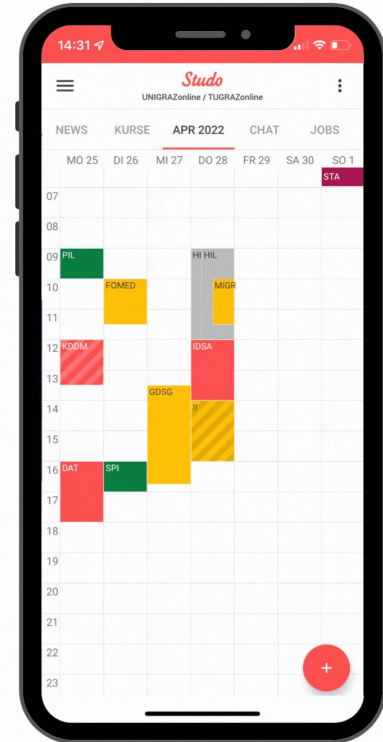 14:31
Studo
UNIGRAZonline / TUGRAZonline
NEWS KURSE APR 2022 CHAT JOBS
MO 25 DI 26 MI 27 DO 28 FR 29 SA 30 SO 1
STA
07
08
09 PIL HI HIL
10 FOMED MiGR
11
12 KDDM IDSA
13
GDSG
14 II
15
16 DAT SPI
17
18
19
20
21
22
23
+